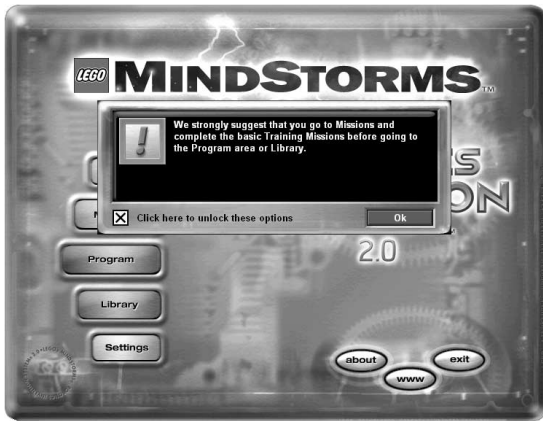 LEGO MINDSTORMS™
We strongly suggest that you go to Missions and
complete the basic Training Missions before going to
the Program area or Library.
Click here to unlock these options
Ok
2.0
Program
Library
Settings
about
www
exit